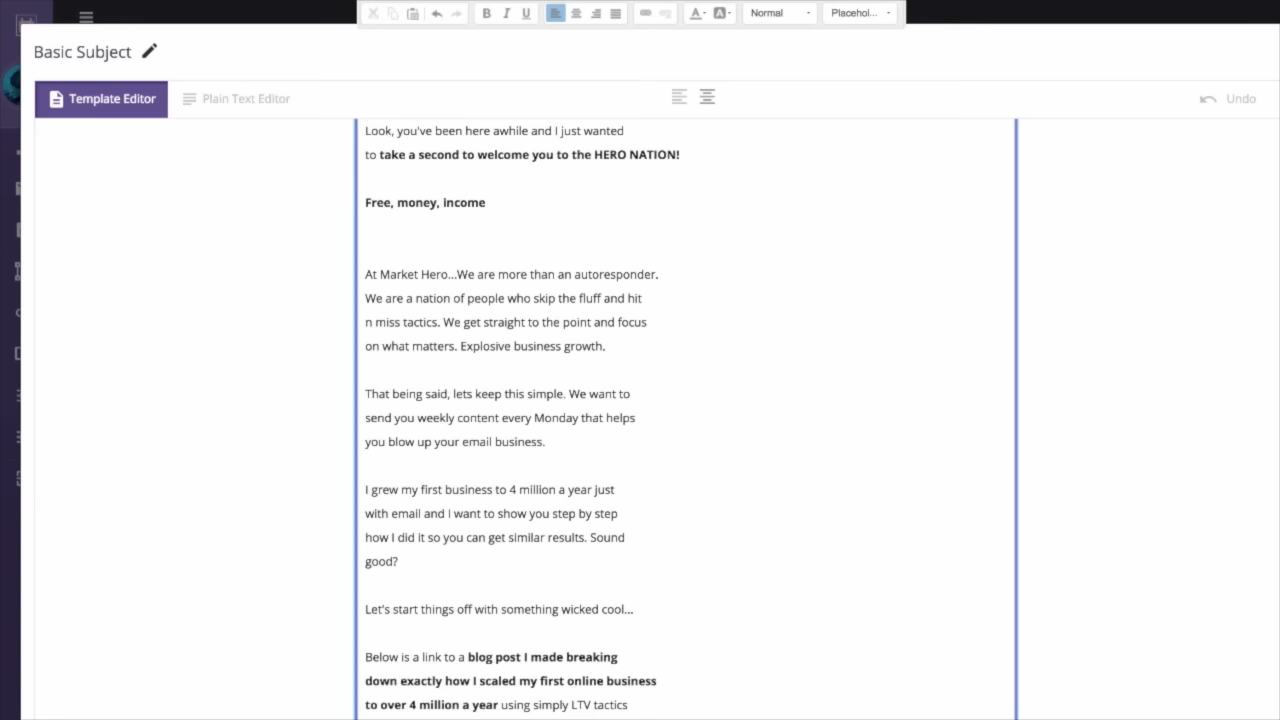 B I U A A Normal Placehol...
Basic Subject
Template Editor Plain Text Editor Undo
Look, you've been here awhile and I just wanted
to take a second to welcome you to the HERO NATION!
Free, money, income
At Market Hero...We are more than an autoresponder.
We are a nation of people who skip the fluff and hit
n miss tactics. We get straight to the point and focus
on what matters. Explosive business growth.
That being said, lets keep this simple. We want to
send you weekly content every Monday that helps
you blow up your email business.
I grew my first business to 4 million a year just
with email and I want to show you step by step
how I did it so you can get similar results. Sound
good?
Let's start things off with something wicked cool...
Below is a link to a blog post I made breaking
down exactly how I scaled my first online business
to over 4 million a year using simply LTV tactics